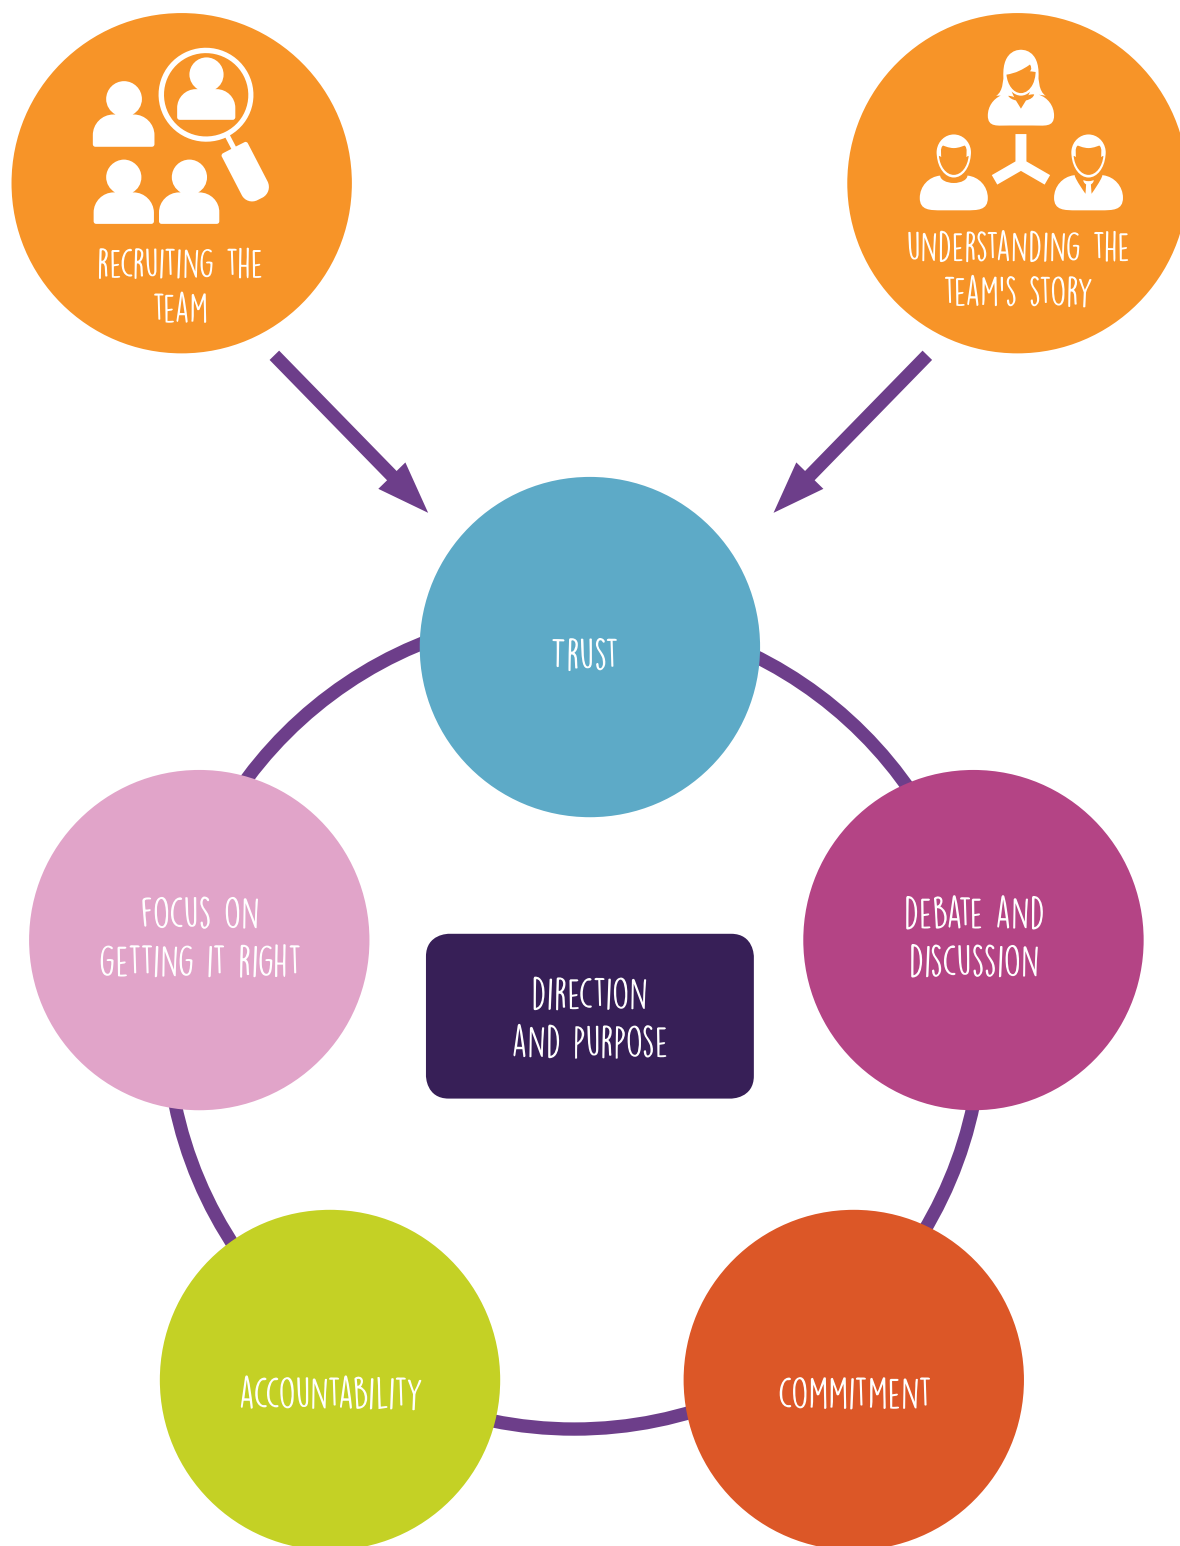 RECRUITING THE
TEAM
UNDERSTANDING THE
TEAM'S STORY
TRUST
FOCUS ON
GETTING IT RIGHT
DEBATE AND
DISCUSSION
DIRECTION
AND PURPOSE
ACCOUNTABILITY
COMMITMENT